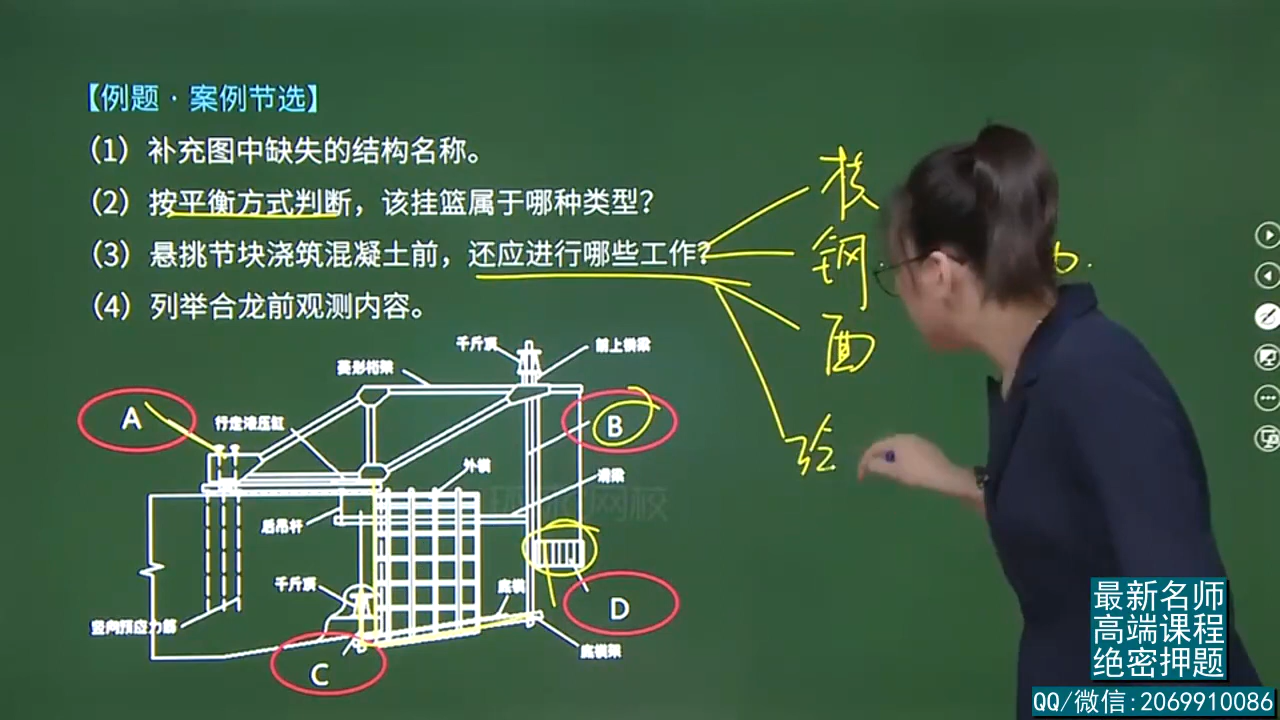 【例题·案例节选】
（1）补充图中缺失的结构名称。
（2）按平衡方式判断，该挂篮属于哪种类型？
（3）悬挑节块浇筑混凝土前，还应进行哪些工作？
（4）列举合龙前观测内容。
钢
面
千斤顶
前上横梁
菱形桁架
A
行走液压缸
B
外模
滑梁
后吊杆
千斤顶
底模
D
竖向预应力筋
底模架
C
最新名师
高端课程
绝密押题
QQ/微信:2069910086